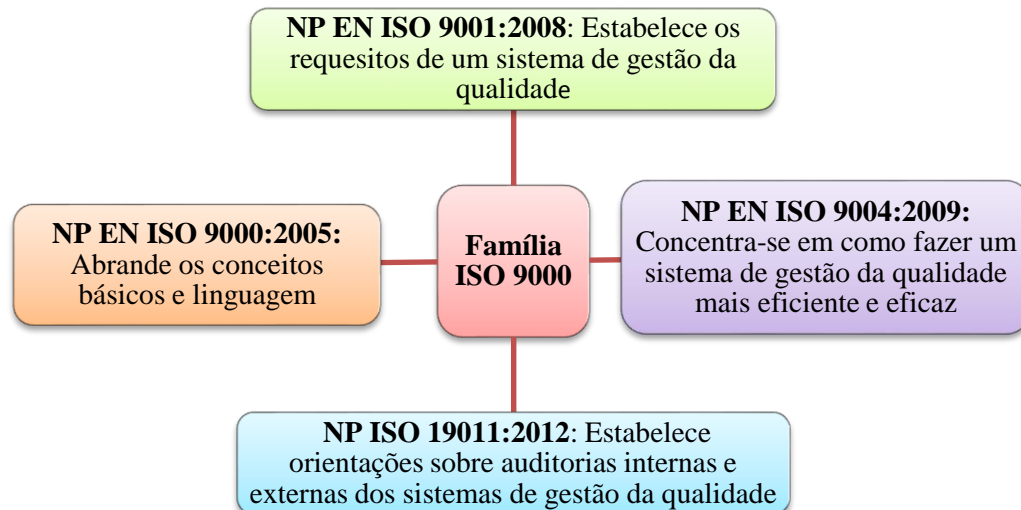 NP EN ISO 9001:2008: Estabelece os
requesitos de um sistema de gestão da
qualidade
NP EN ISO 9000:2005:
Abrande os conceitos
básicos e linguagem
Família
ISO 9000
NP EN ISO 9004:2009:
Concentra-se em como fazer um
sistema de gestão da qualidade
mais eficiente e eficaz
NP ISO 19011:2012: Estabelece
orientações sobre auditorias internas e
externas dos sistemas de gestão da qualidade